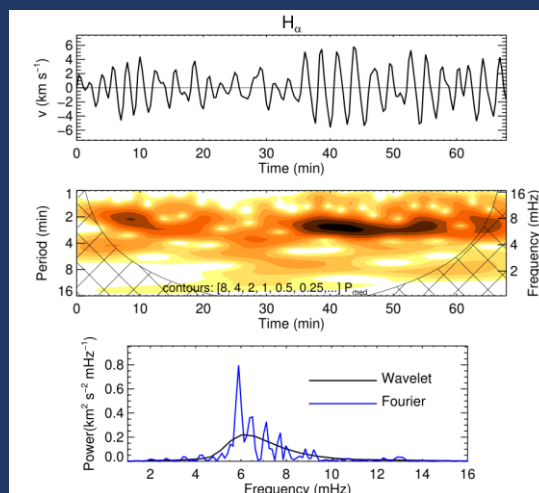 Hα
v (km s⁻¹)
6
4
2
0
−2
−4
−6
0 10 20 30 40 50 60
Time (min)
Period (min)
1
2
4
8
16
contours: [8, 4, 2, 1, 0.5, 0.25,...] Pmed
Frequency (mHz)
16
8
4
2
0 10 20 30 40 50 60
Time (min)
Power(km² s⁻² mHz⁻¹)
0.8
0.6
0.4
0.2
0.0
Wavelet
Fourier
2 4 6 8 10 12 14 16
Frequency (mHz)